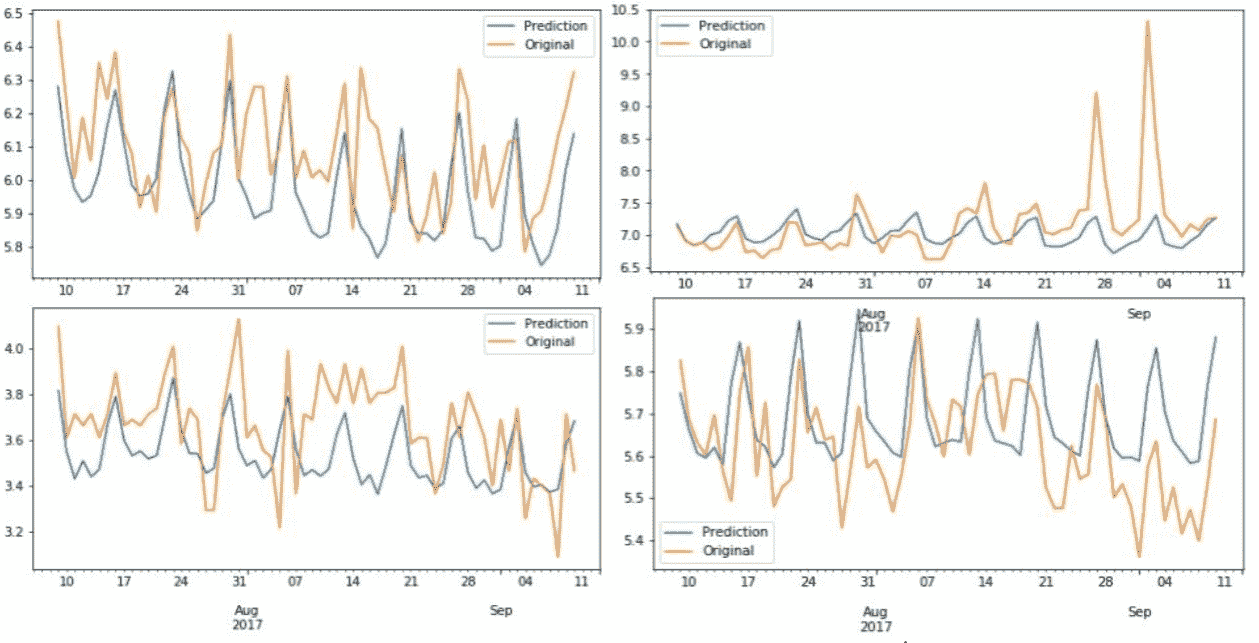 6.5
6.4
6.3
6.2
6.1
6.0
5.9
5.8
Prediction
Original
10 17 24 31 07 14 21 28 04 11
10.5
10.0
9.5
9.0
8.5
8.0
7.5
7.0
6.5
Prediction
Original
10 17 24 31 07 14 21 28 04 11
Aug
2017
Sep
4.0
3.8
3.6
3.4
3.2
Prediction
Original
10 17 24 31 07 14 21 28 04 11
Aug
2017
Sep
5.9
5.8
5.7
5.6
5.5
5.4
Prediction
Original
10 17 24 31 07 14 21 28 04 11
Aug
2017
Sep